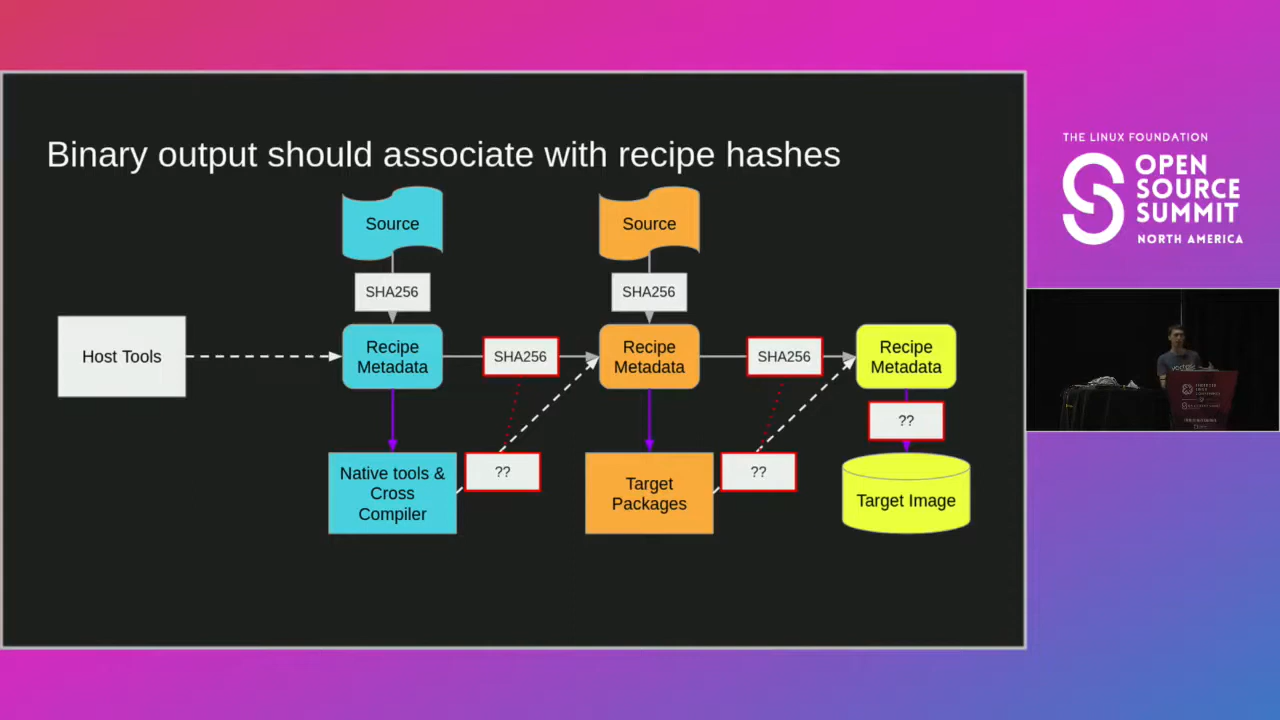 Binary output should associate with recipe hashes
Source
Source
SHA256
SHA256
Host Tools
Recipe
Metadata
SHA256
Recipe
Metadata
SHA256
Recipe
Metadata
??
Native tools &
Cross
Compiler
??
Target
Packages
??
Target Image
THE LINUX FOUNDATION
OPEN
SOURCE
SUMMIT
NORTH AMERICA